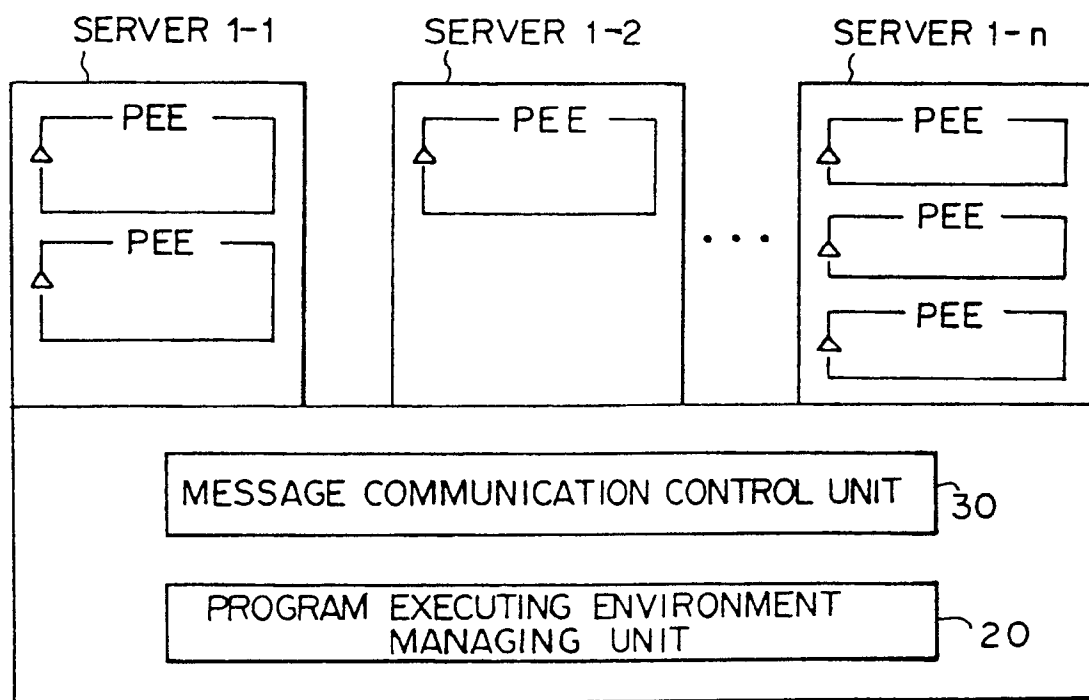 SERVER 1-1
SERVER 1-2
SERVER 1-n
PEE
PEE
PEE
PEE
PEE
PEE
• • •
MESSAGE COMMUNICATION CONTROL UNIT
30
PROGRAM EXECUTING ENVIRONMENT
MANAGING UNIT
20